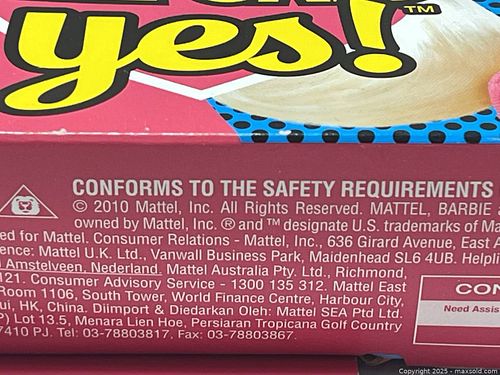 yes! TM
CONFORMS TO THE SAFETY REQUIREMENTS
© 2010 Mattel, Inc. All Rights Reserved. MATTEL, BARBIE
owned by Mattel, Inc. ® and ™ designate U.S. trademarks of Ma
ed for Mattel. Consumer Relations - Mattel, Inc., 636 Girard Avenue, East A
ence: Mattel U.K. Ltd., Vanwall Business Park, Maidenhead SL6 4UB. Helpli
Amstelveen, Nederland. Mattel Australia Pty. Ltd., Richmond,
121. Consumer Advisory Service - 1300 135 312. Mattel East
Room 1106, South Tower, World Finance Centre, Harbour City,
ui, HK, China. Diimport & Diedarkan Oleh: Mattel SEA Ptd Ltd.
P) Lot 13.5, Menara Lien Hoe, Persiaran Tropicana Golf Country
7410 PJ. Tel: 03-78803817, Fax: 03-78803867.
CON
Need Assis
Copyright 2025 - maxsold.com